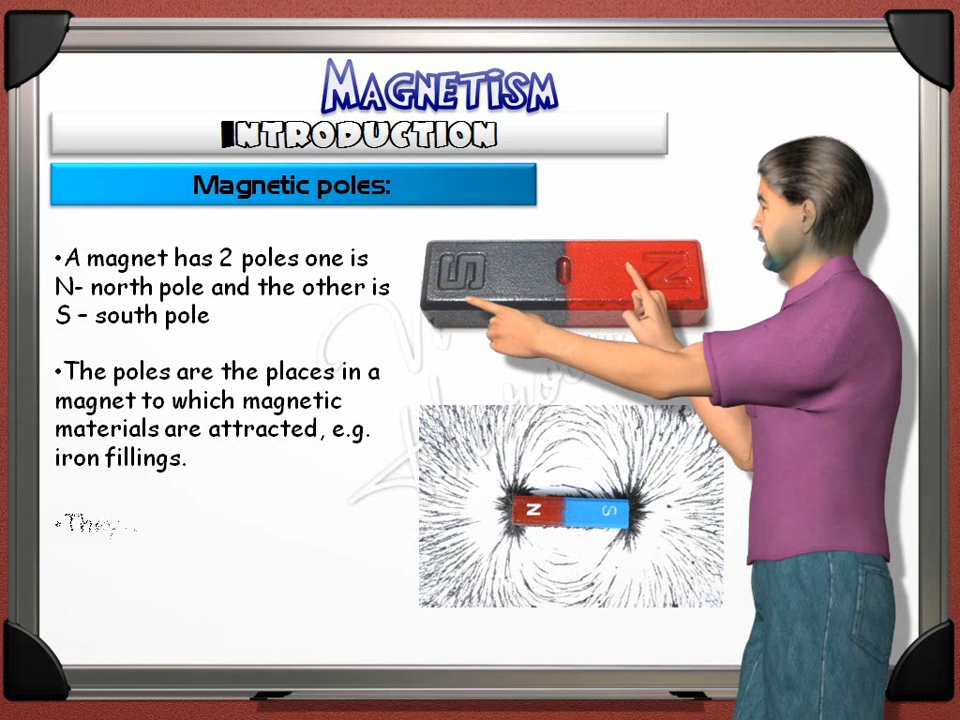 Magnetism
Introduction
Magnetic poles:
•A magnet has 2 poles one is
N- north pole and the other is
S – south pole
•The poles are the places in a
magnet to which magnetic
materials are attracted, e.g.
iron fillings.
•They
S
N
N
S